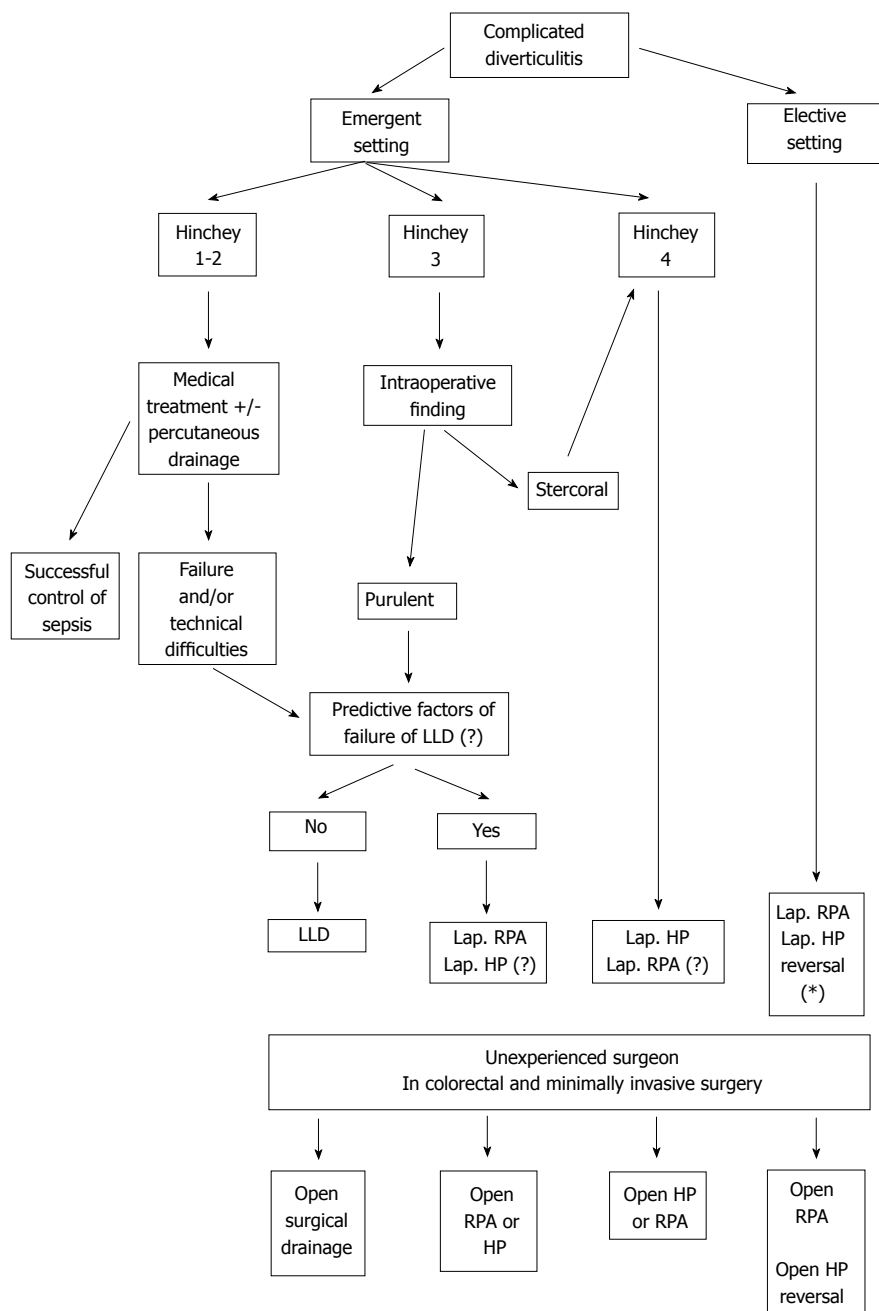 Complicated
diverticulitis
Emergent
setting
Elective
setting
Hinchey
1-2
Hinchey
3
Hinchey
4
Medical
treatment +/-
percutaneous
drainage
Intraoperative
finding
Stercoral
Successful
control of
sepsis
Failure
and/or
technical
difficulties
Purulent
Predictive factors of
failure of LLD (?)
No
Yes
LLD
Lap. RPA
Lap. HP (?)
Lap. HP
Lap. RPA (?)
Lap. RPA
Lap. HP
reversal
(*)
Unexperienced surgeon
In colorectal and minimally invasive surgery
Open
surgical
drainage
Open
RPA or
HP
Open HP
or RPA
Open
RPA
Open HP
reversal